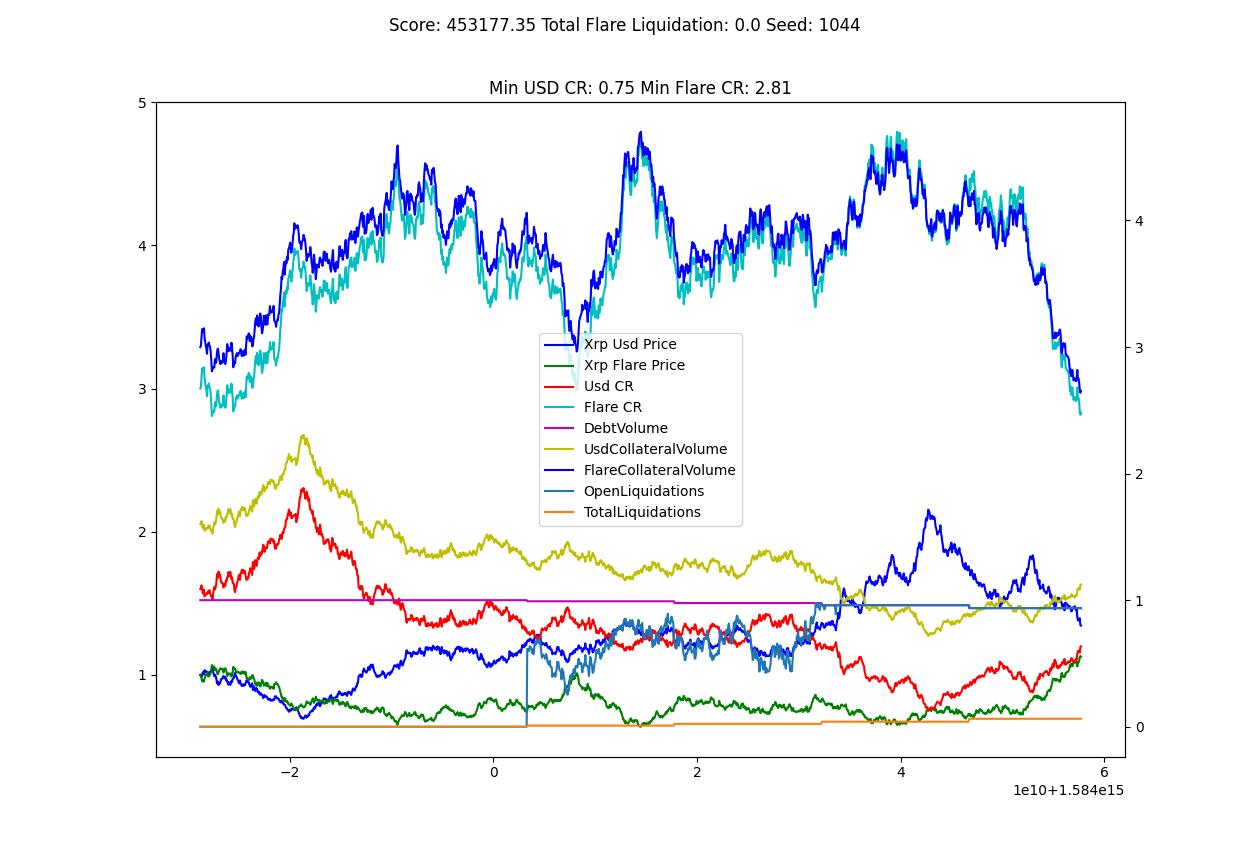 Score: 453177.35 Total Flare Liquidation: 0.0 Seed: 1044
Min USD CR: 0.75 Min Flare CR: 2.81
5
4
3
2
1
4
3
2
1
0
Xrp Usd Price
Xrp Flare Price
Usd CR
Flare CR
DebtVolume
UsdCollateralVolume
FlareCollateralVolume
OpenLiquidations
TotalLiquidations
−2 0 2 4 6
1e10+1.584e15